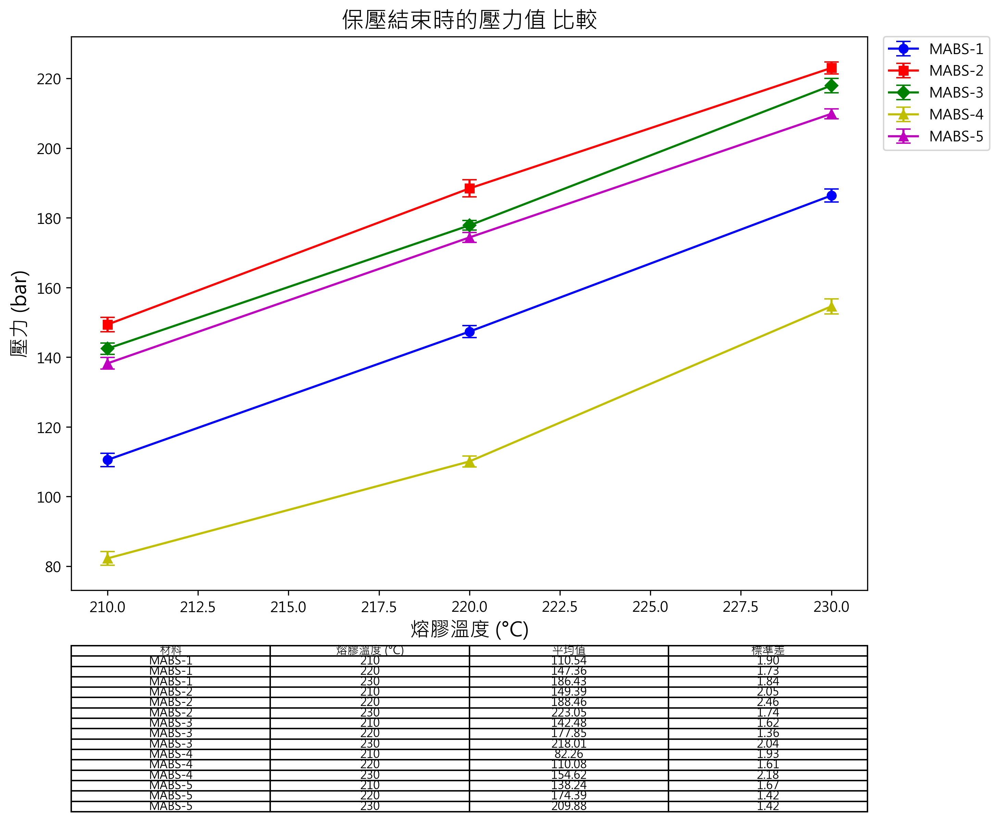 保壓結束時的壓力值 比較
MABS-1
MABS-2
MABS-3
MABS-4
MABS-5
壓力 (bar)
220
200
180
160
140
120
100
80
210.0 212.5 215.0 217.5 220.0 222.5 225.0 227.5 230.0
熔膠溫度 (°C)
材料 熔膠溫度 (°C) 平均值 標準差
MABS-1 210 110.54 1.90
MABS-1 220 147.36 1.73
MABS-1 230 186.43 1.84
MABS-2 210 149.39 2.05
MABS-2 220 188.46 2.46
MABS-2 230 223.05 1.74
MABS-3 210 142.48 1.62
MABS-3 220 177.85 1.36
MABS-3 230 218.01 2.04
MABS-4 210 82.26 1.93
MABS-4 220 110.08 1.61
MABS-4 230 154.62 2.18
MABS-5 210 138.24 1.67
MABS-5 220 174.39 1.42
MABS-5 230 209.88 1.42